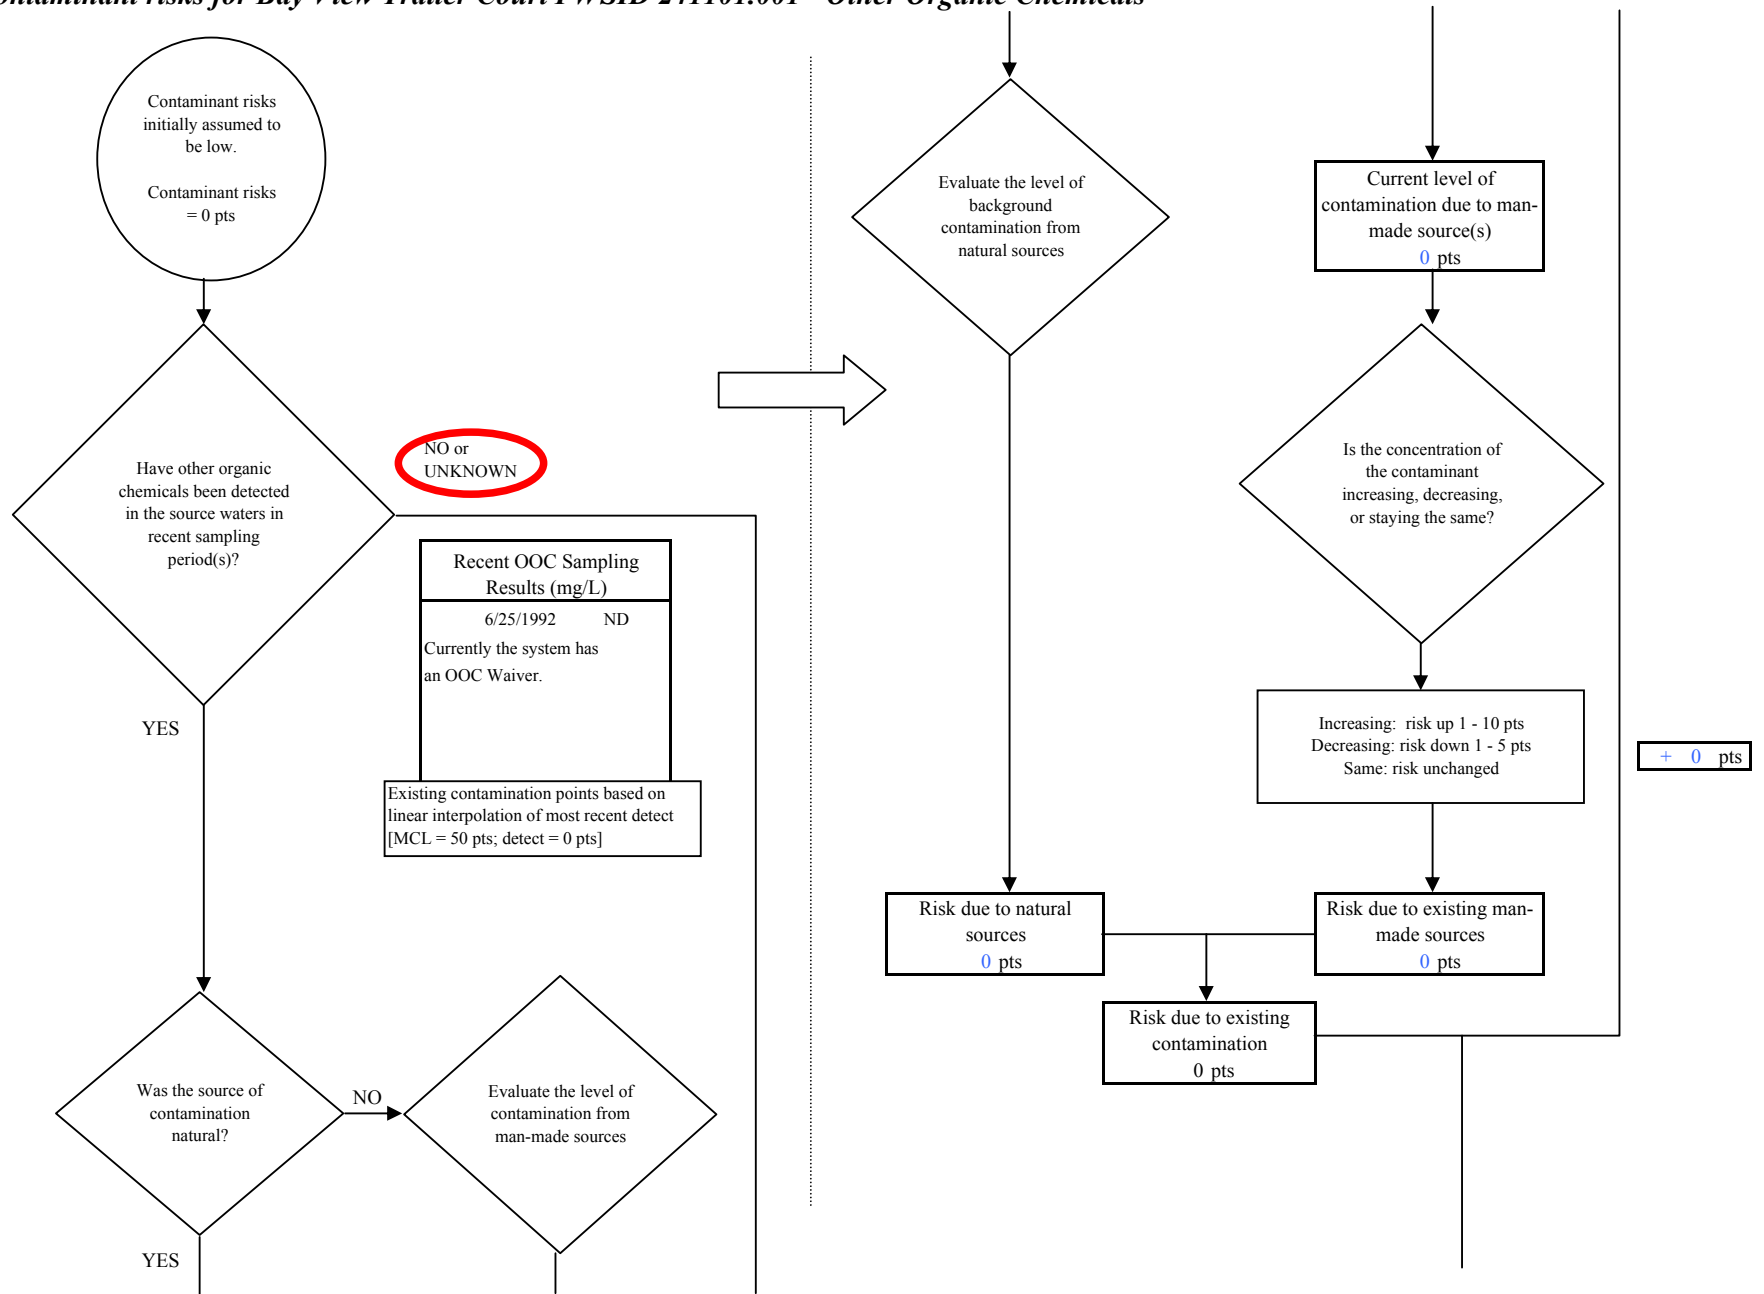 Contaminant risks
initially assumed to
be low.
Contaminant risks
= 0 pts
Have other organic
chemicals been detected
in the source waters in
recent sampling
period(s)?
NO or
UNKNOWN
Recent OOC Sampling
Results (mg/L)
6/25/1992 ND
Currently the system has
an OOC Waiver.
YES
Existing contamination points based on
linear interpolation of most recent detect
[MCL = 50 pts; detect = 0 pts]
Was the source of
contamination
natural?
NO
Evaluate the level of
contamination from
man-made sources
YES
Evaluate the level of
background
contamination from
natural sources
Current level of
contamination due to man-
made source(s)
0 pts
Is the concentration of
the contaminant
increasing, decreasing,
or staying the same?
Increasing: risk up 1 - 10 pts
Decreasing: risk down 1 - 5 pts
Same: risk unchanged
+ 0 pts
Risk due to natural
sources
0 pts
Risk due to existing man-
made sources
0 pts
Risk due to existing
contamination
0 pts